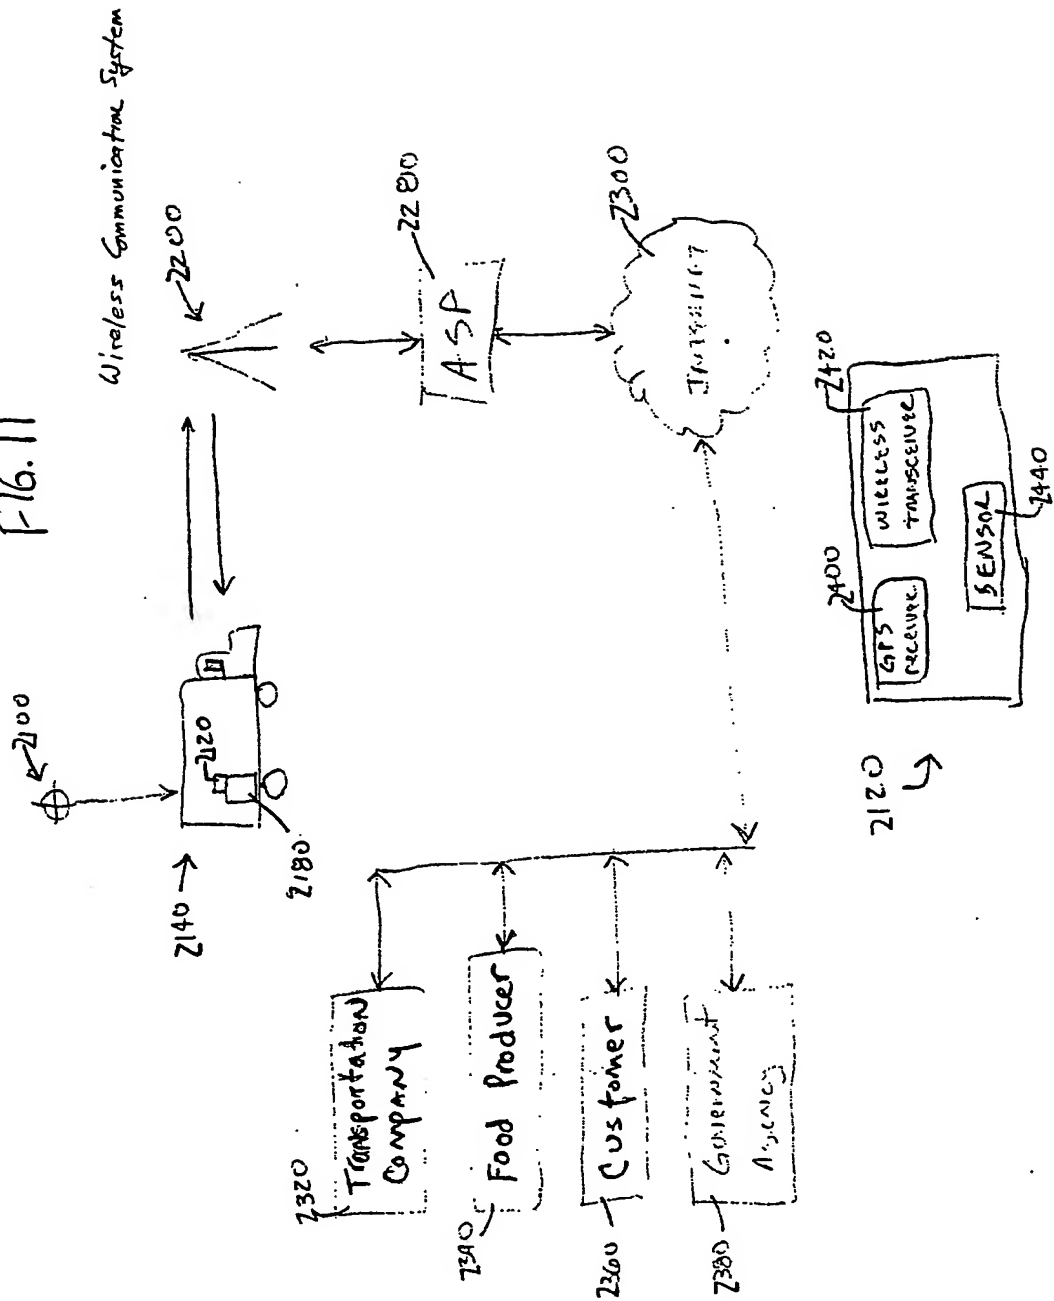 FIG. 11
Wireless Communication System
2100
2200
2120
2140
2180
ASP
2280
INTERNET
2300
2320
Transportation
Company
Food Producer
2360
Customer
2380
Government
Agency
2120
2400
GPS
receiver
2420
WIRELESS
TRANSCEIVER
SENSOR
2440